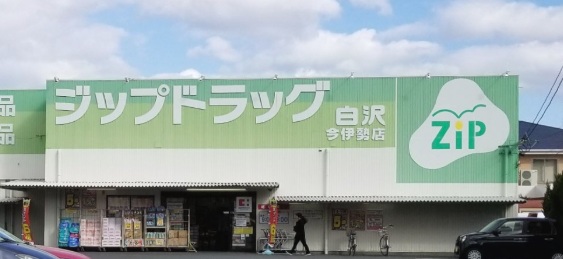 品
品
ジップドラッグ
白沢
今伊勢店
ZiP